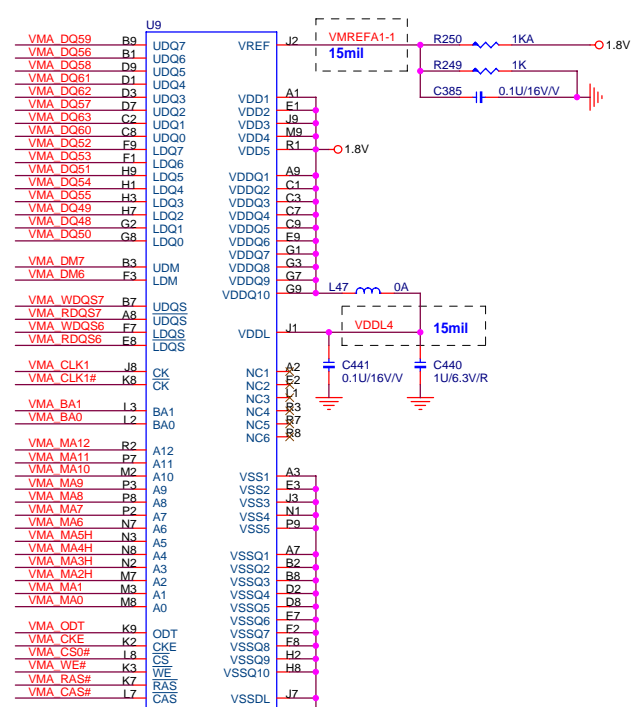 U9
VMA_DQ59 B9 UDQ7 VREF J2 VMREFA1-1 R250 1KA 1.8V
VMA_DQ56 B1 UDQ6 15mil
VMA_DQ58 D9 UDQ5 R249 1K
VMA_DQ61 D1 UDQ4
VMA_DQ62 D3 UDQ3 VDD1 A1 C385 0.1U/16V/V
VMA_DQ57 D7 UDQ2 VDD2 E1
VMA_DQ63 C2 UDQ1 VDD3 J9
VMA_DQ60 C8 UDQ0 VDD4 M9
VMA_DQ52 F9 LDQ7 VDD5 R1 1.8V
VMA_DQ53 F1 LDQ6
VMA_DQ51 H9 LDQ5 VDDQ1 A9
VMA_DQ54 H1 LDQ4 VDDQ2 C1
VMA_DQ55 H3 LDQ3 VDDQ3 C3
VMA_DQ49 H7 LDQ2 VDDQ4 C7
VMA_DQ48 G2 LDQ1 VDDQ5 C9
VMA_DQ50 G8 LDQ0 VDDQ6 E9
VDDQ7 G1
VMA_DM7 B3 UDM VDDQ8 G3
VMA_DM6 F3 LDM VDDQ9 G7
VDDQ10 G9 L47 0A
VMA_WDQS7 B7 UDQS
VMA_RDQS7 A8 UDQS
VMA_WDQS6 F7 LDQS VDDL J1 VDDL4 15mil
VMA_RDQS6 E8 LDQS
VMA_CLK1 J8 CK NC1 A2 C441 C440
VMA_CLK1# K8 CK NC2 E2 0.1U/16V/V 1U/6.3V/R
NC3 L1
VMA_BA1 L3 BA1 NC4 R3
VMA_BA0 L2 BA0 NC5 R7
NC6 R8
VMA_MA12 R2 A12
VMA_MA11 P7 A11
VMA_MA10 M2 A10 VSS1 A3
VMA_MA9 P3 A9 VSS2 E3
VMA_MA8 P8 A8 VSS3 J3
VMA_MA7 P2 A7 VSS4 N1
VMA_MA6 N7 A6 VSS5 P9
VMA_MA5H N3 A5
VMA_MA4H N8 A4 VSSQ1 A7
VMA_MA3H N2 A3 VSSQ2 B2
VMA_MA2H M7 A2 VSSQ3 B8
VMA_MA1 M3 A1 VSSQ4 D2
VMA_MA0 M8 A0 VSSQ5 D8
VSSQ6 E7
VMA_ODT K9 ODT VSSQ7 F2
VMA_CKE K2 CKE VSSQ8 F8
VMA_CS0# L8 CS VSSQ9 H2
VMA_WE# K3 WE VSSQ10 H8
VMA_RAS# K7 RAS
VMA_CAS# L7 CAS VSSDL J7